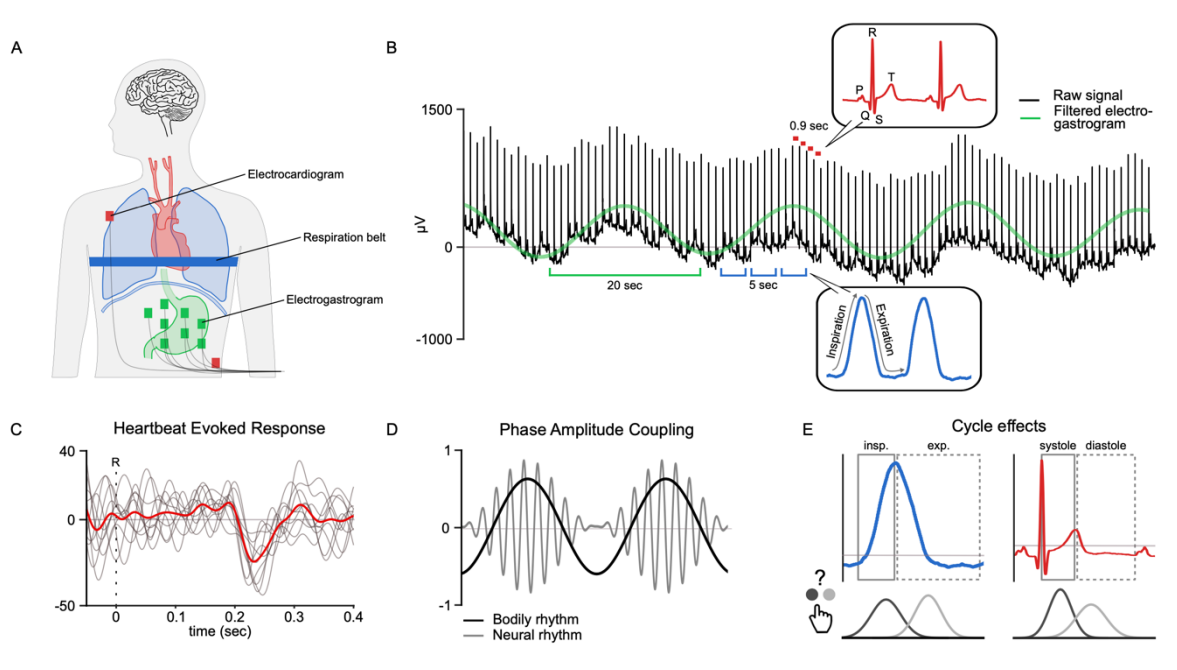 A
Electrocardiogram
Respiration belt
Electrogastrogram
B
1500
0
-1000
µV
R
P
T
Q
S
0.9 sec
Raw signal
Filtered electro-
gastrogram
20 sec
5 sec
Inspiration
Expiration
C
Heartbeat Evoked Response
40
R
0
-50
0
0.1
0.2
0.3
0.4
time (sec)
D
Phase Amplitude Coupling
1
0
-1
Bodily rhythm
Neural rhythm
E
Cycle effects
insp.
exp.
systole
diastole
?